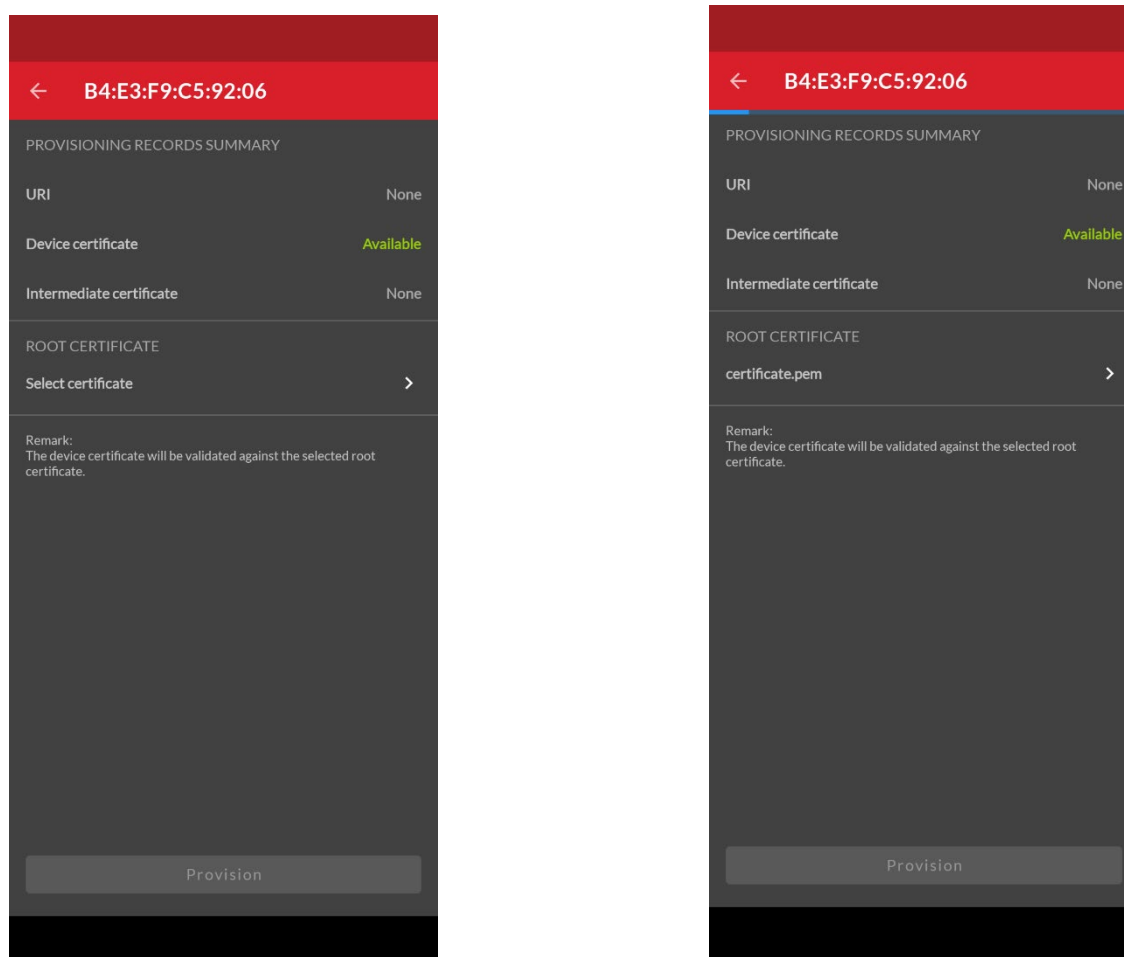 B4:E3:F9:C5:92:06
PROVISIONING RECORDS SUMMARY
URI None
Device certificate Available
Intermediate certificate None
ROOT CERTIFICATE
Select certificate
Remark:
The device certificate will be validated against the selected root
certificate.
Provision
B4:E3:F9:C5:92:06
PROVISIONING RECORDS SUMMARY
URI None
Device certificate Available
Intermediate certificate None
ROOT CERTIFICATE
certificate.pem
Remark:
The device certificate will be validated against the selected root
certificate.
Provision